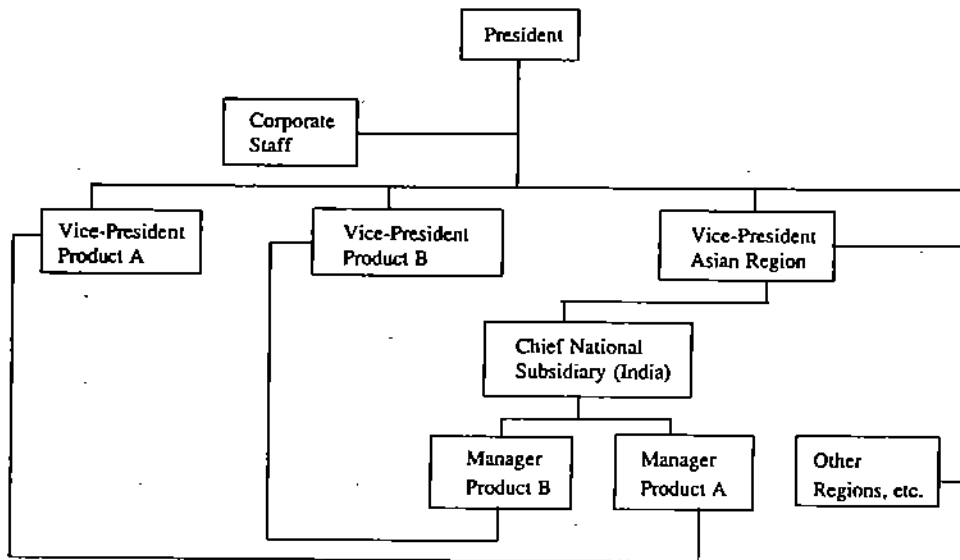 President
Corporate
Staff
Vice-President
Product A
Vice-President
Product B
Vice-President
Asian Region
Chief National
Subsidiary (India)
Manager
Product B
Manager
Product A
Other
Regions, etc.